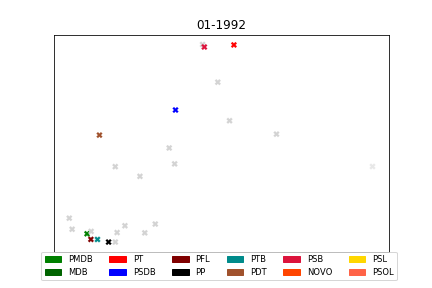 01-1992
PMDB PT PFL PTB PSB PSL
MDB PSDB PP PDT NOVO PSOL